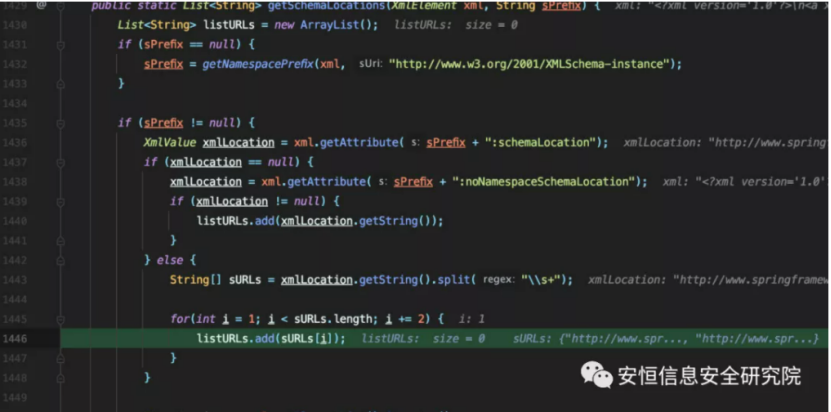 1429 @ public static List<String> getSchemaLocations(XmlElement xml, String sPrefix) { xml: "<?xml version='1.0'?>\n<a x
1430 List<String> listURLs = new ArrayList(); listURLs: size = 0
1431 if (sPrefix == null) {
1432 sPrefix = getNamespacePrefix(xml, sUri: "http://www.w3.org/2001/XMLSchema-instance");
1433 }
1434
1435 if (sPrefix != null) {
1436 XmlValue xmlLocation = xml.getAttribute( s: sPrefix + ":schemaLocation"); xmlLocation: "http://www.spring
1437 if (xmlLocation == null) {
1438 xmlLocation = xml.getAttribute( s: sPrefix + ":noNamespaceSchemaLocation"); xml: "<?xml version='1.0'
1439 if (xmlLocation != null) {
1440 listURLs.add(xmlLocation.getString());
1441 }
1442 } else {
1443 String[] sURLs = xmlLocation.getString().split( regex: "\\s+"); xmlLocation: "http://www.springframew
1444
1445 for(int i = 1; i < sURLs.length; i += 2) { i: 1
1446 listURLs.add(sURLs[i]); listURLs: size = 0 sURLs: {"http://www.spr..., "http://www.spr...}
1447 }
1448 }
安恒信息安全研究院